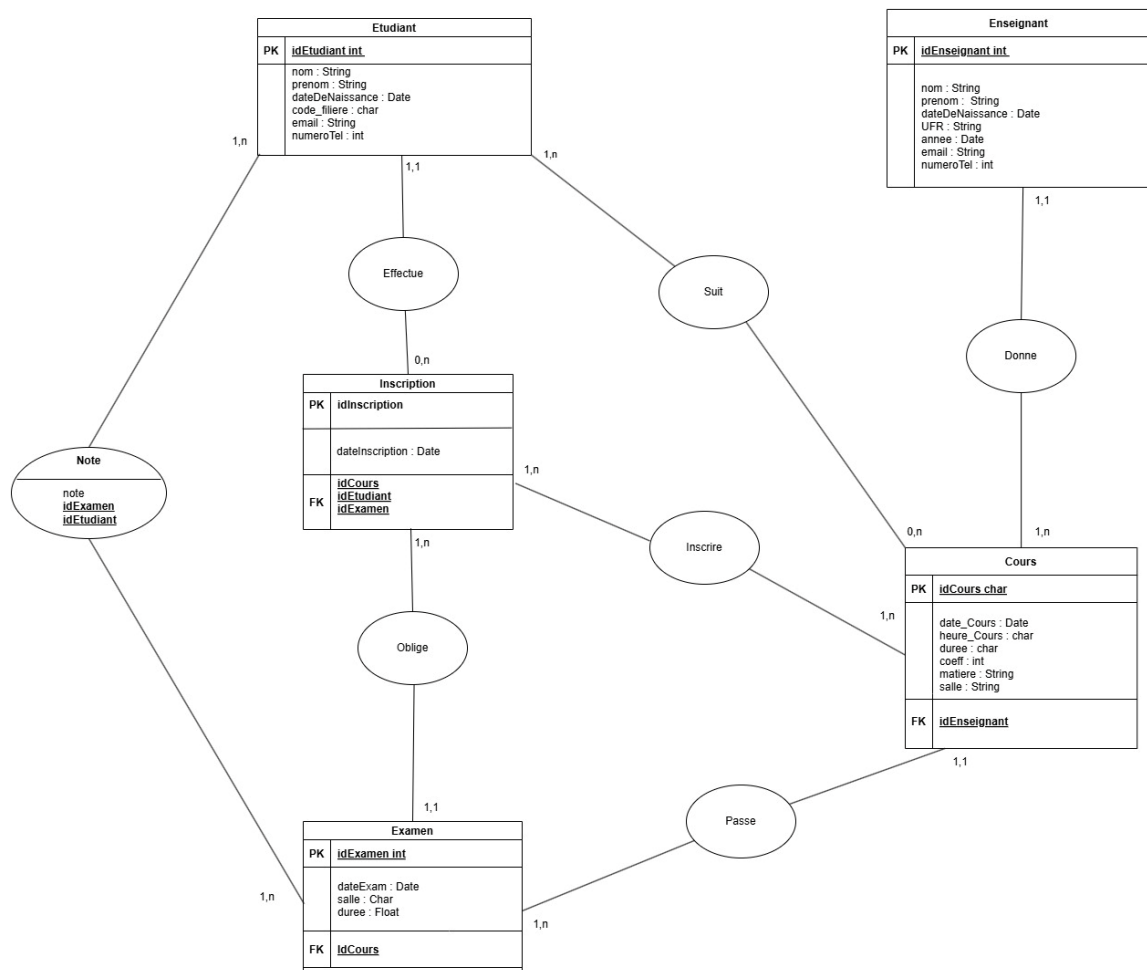 Etudiant
PK idEtudiant int
nom : String
prenom : String
dateDeNaissance : Date
code_filiere : char
email : String
numeroTel : int
Enseignant
PK idEnseignant int
nom : String
prenom : String
dateDeNaissance : Date
UFR : String
annee : Date
email : String
numeroTel : int
1,n
1,1
1,n
1,1
Effectue
Suit
Donne
0,n
Inscription
PK idInscription
dateInscription : Date
idCours
FK idEtudiant
idExamen
Note
note
idExamen
idEtudiant
1,n
1,n
Inscrire
0,n
1,n
1,n
Cours
PK idCours char
date_Cours : Date
heure_Cours : char
duree : char
coeff : int
matiere : String
salle : String
FK idEnseignant
Oblige
1,1
1,1
Passe
Examen
PK idExamen int
dateExam : Date
salle : Char
duree : Float
FK IdCours
1,n
1,n